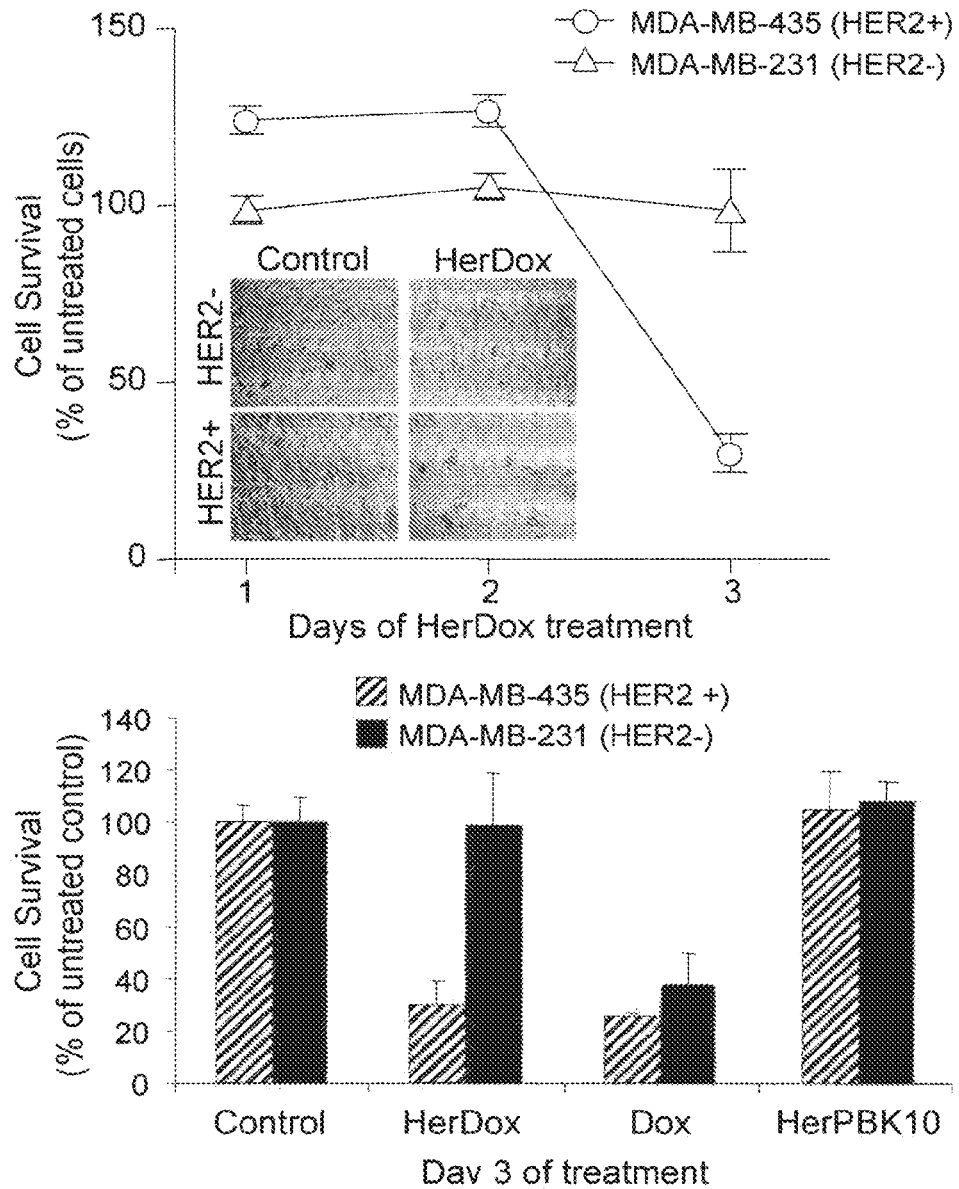 MDA-MB-435 (HER2+)
MDA-MB-231 (HER2-)
150
100
50
0
Cell Survival
(% of untreated cells)
Control
HerDox
HER2-
HER2+
1
2
3
Days of HerDox treatment
MDA-MB-435 (HER2 +)
MDA-MB-231 (HER2-)
140
120
100
80
60
40
20
0
Cell Survival
(% of untreated control)
Control
HerDox
Dox
HerPBK10
Day 3 of treatment